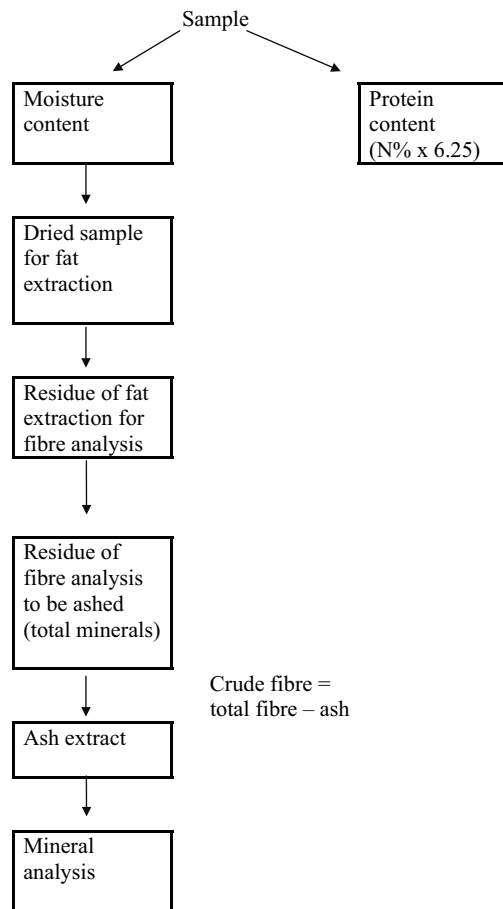 Sample
Moisture
content
Protein
content
(N% x 6.25)
Dried sample
for fat
extraction
Residue of fat
extraction for
fibre analysis
Residue of
fibre analysis
to be ashed
(total minerals)
Crude fibre =
total fibre – ash
Ash extract
Mineral
analysis